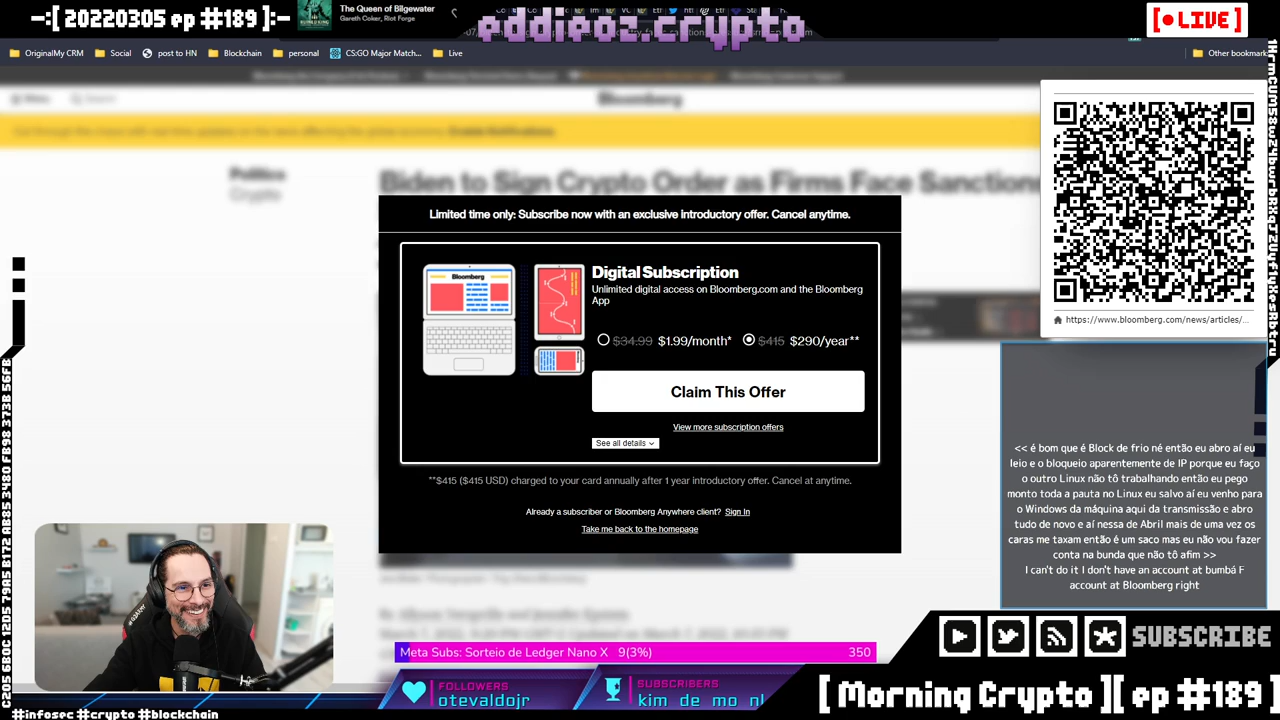 -:[ 20220305 ep #189 ]:-
The Queen of Bilgewater
Gareth Coker, Riot Forge
eddieoz.crypto
[• LIVE ]
OriginalMy CRM
Social
post to HN
Blockchain
personal
CS:GO Major Match...
Live
Other bookmark
Bloomberg
Politics
Crypto
Biden to Sign Crypto Order as Firms Face Sanctions
Limited time only: Subscribe now with an exclusive introductory offer. Cancel anytime.
Bloomberg
Digital Subscription
Unlimited digital access on Bloomberg.com and the Bloomberg
App
$34.99 $1.99/month* $415 $290/year**
Claim This Offer
View more subscription offers
See all details
**$415 ($415 USD) charged to your card annually after 1 year introductory offer. Cancel at anytime.
Already a subscriber or Bloomberg Anywhere client? Sign In
Take me back to the homepage
https://www.bloomberg.com/news/articles/...
<< é bom que é Block de frio né então eu abro aí eu
leio e o bloqueio aparentemente de IP porque eu faço
o outro Linux não tô trabalhando então eu pego
monto toda a pauta no Linux eu salvo aí eu venho para
o Windows da máquina aqui da transmissão e abro
tudo de novo e aí nessa de Abril mais de uma vez os
caras me taxam então é um saco mas eu não vou fazer
conta na bunda que não tô afim >>
I can't do it I don't have an account at bumbá F
account at Bloomberg right
Meta Subs: Sorteio de Ledger Nano X 9(3%) 350
FOLLOWERS
otevaldojr
SUBSCRIBERS
kim de mo nl
SUBSCRIBE
[ Morning Crypto ][ ep #189 ]
#infosec #crypto #blockchain